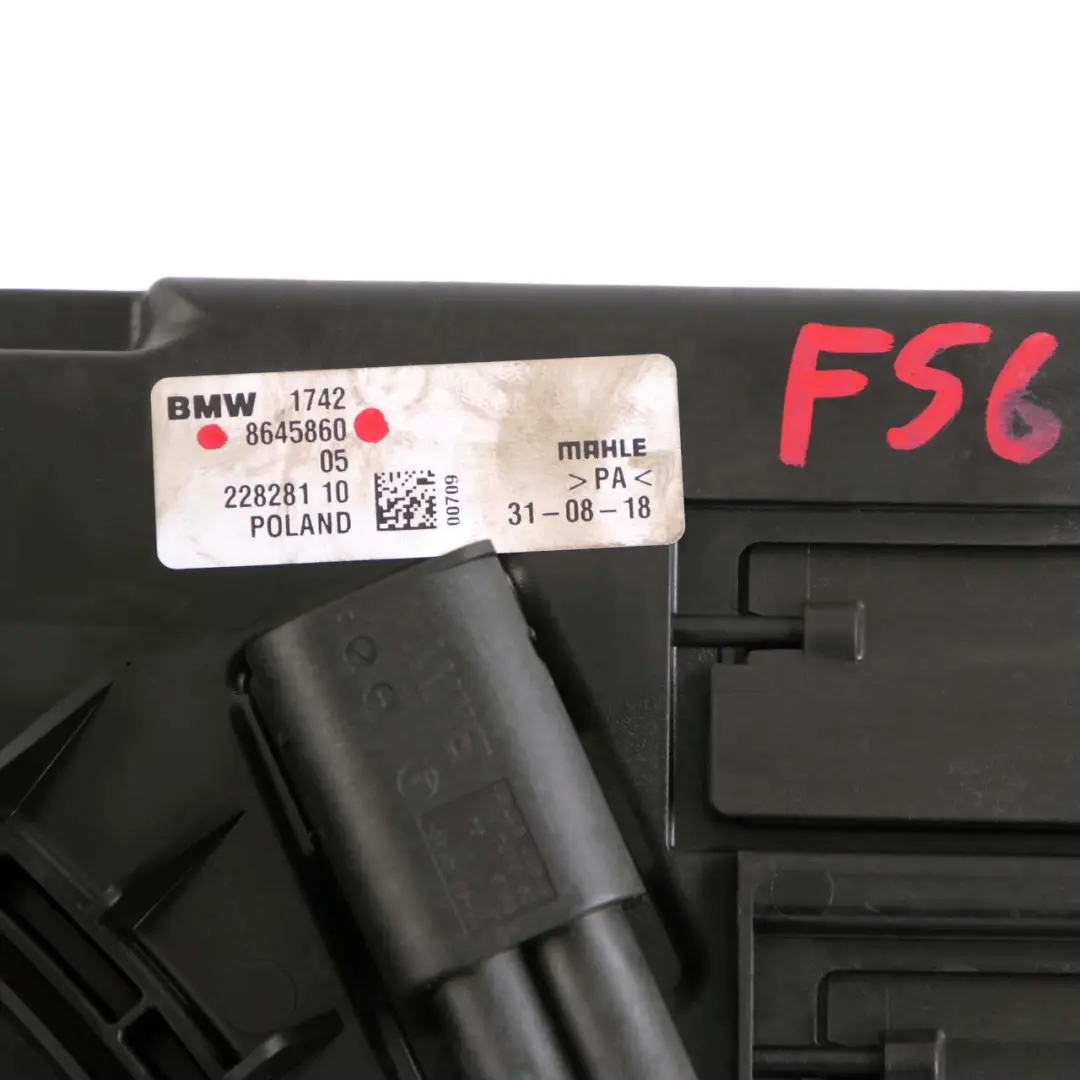 BMW 1742
8645860
05
228281 10
POLAND
00709
MAHLE
>PA<
31-08-18
F56